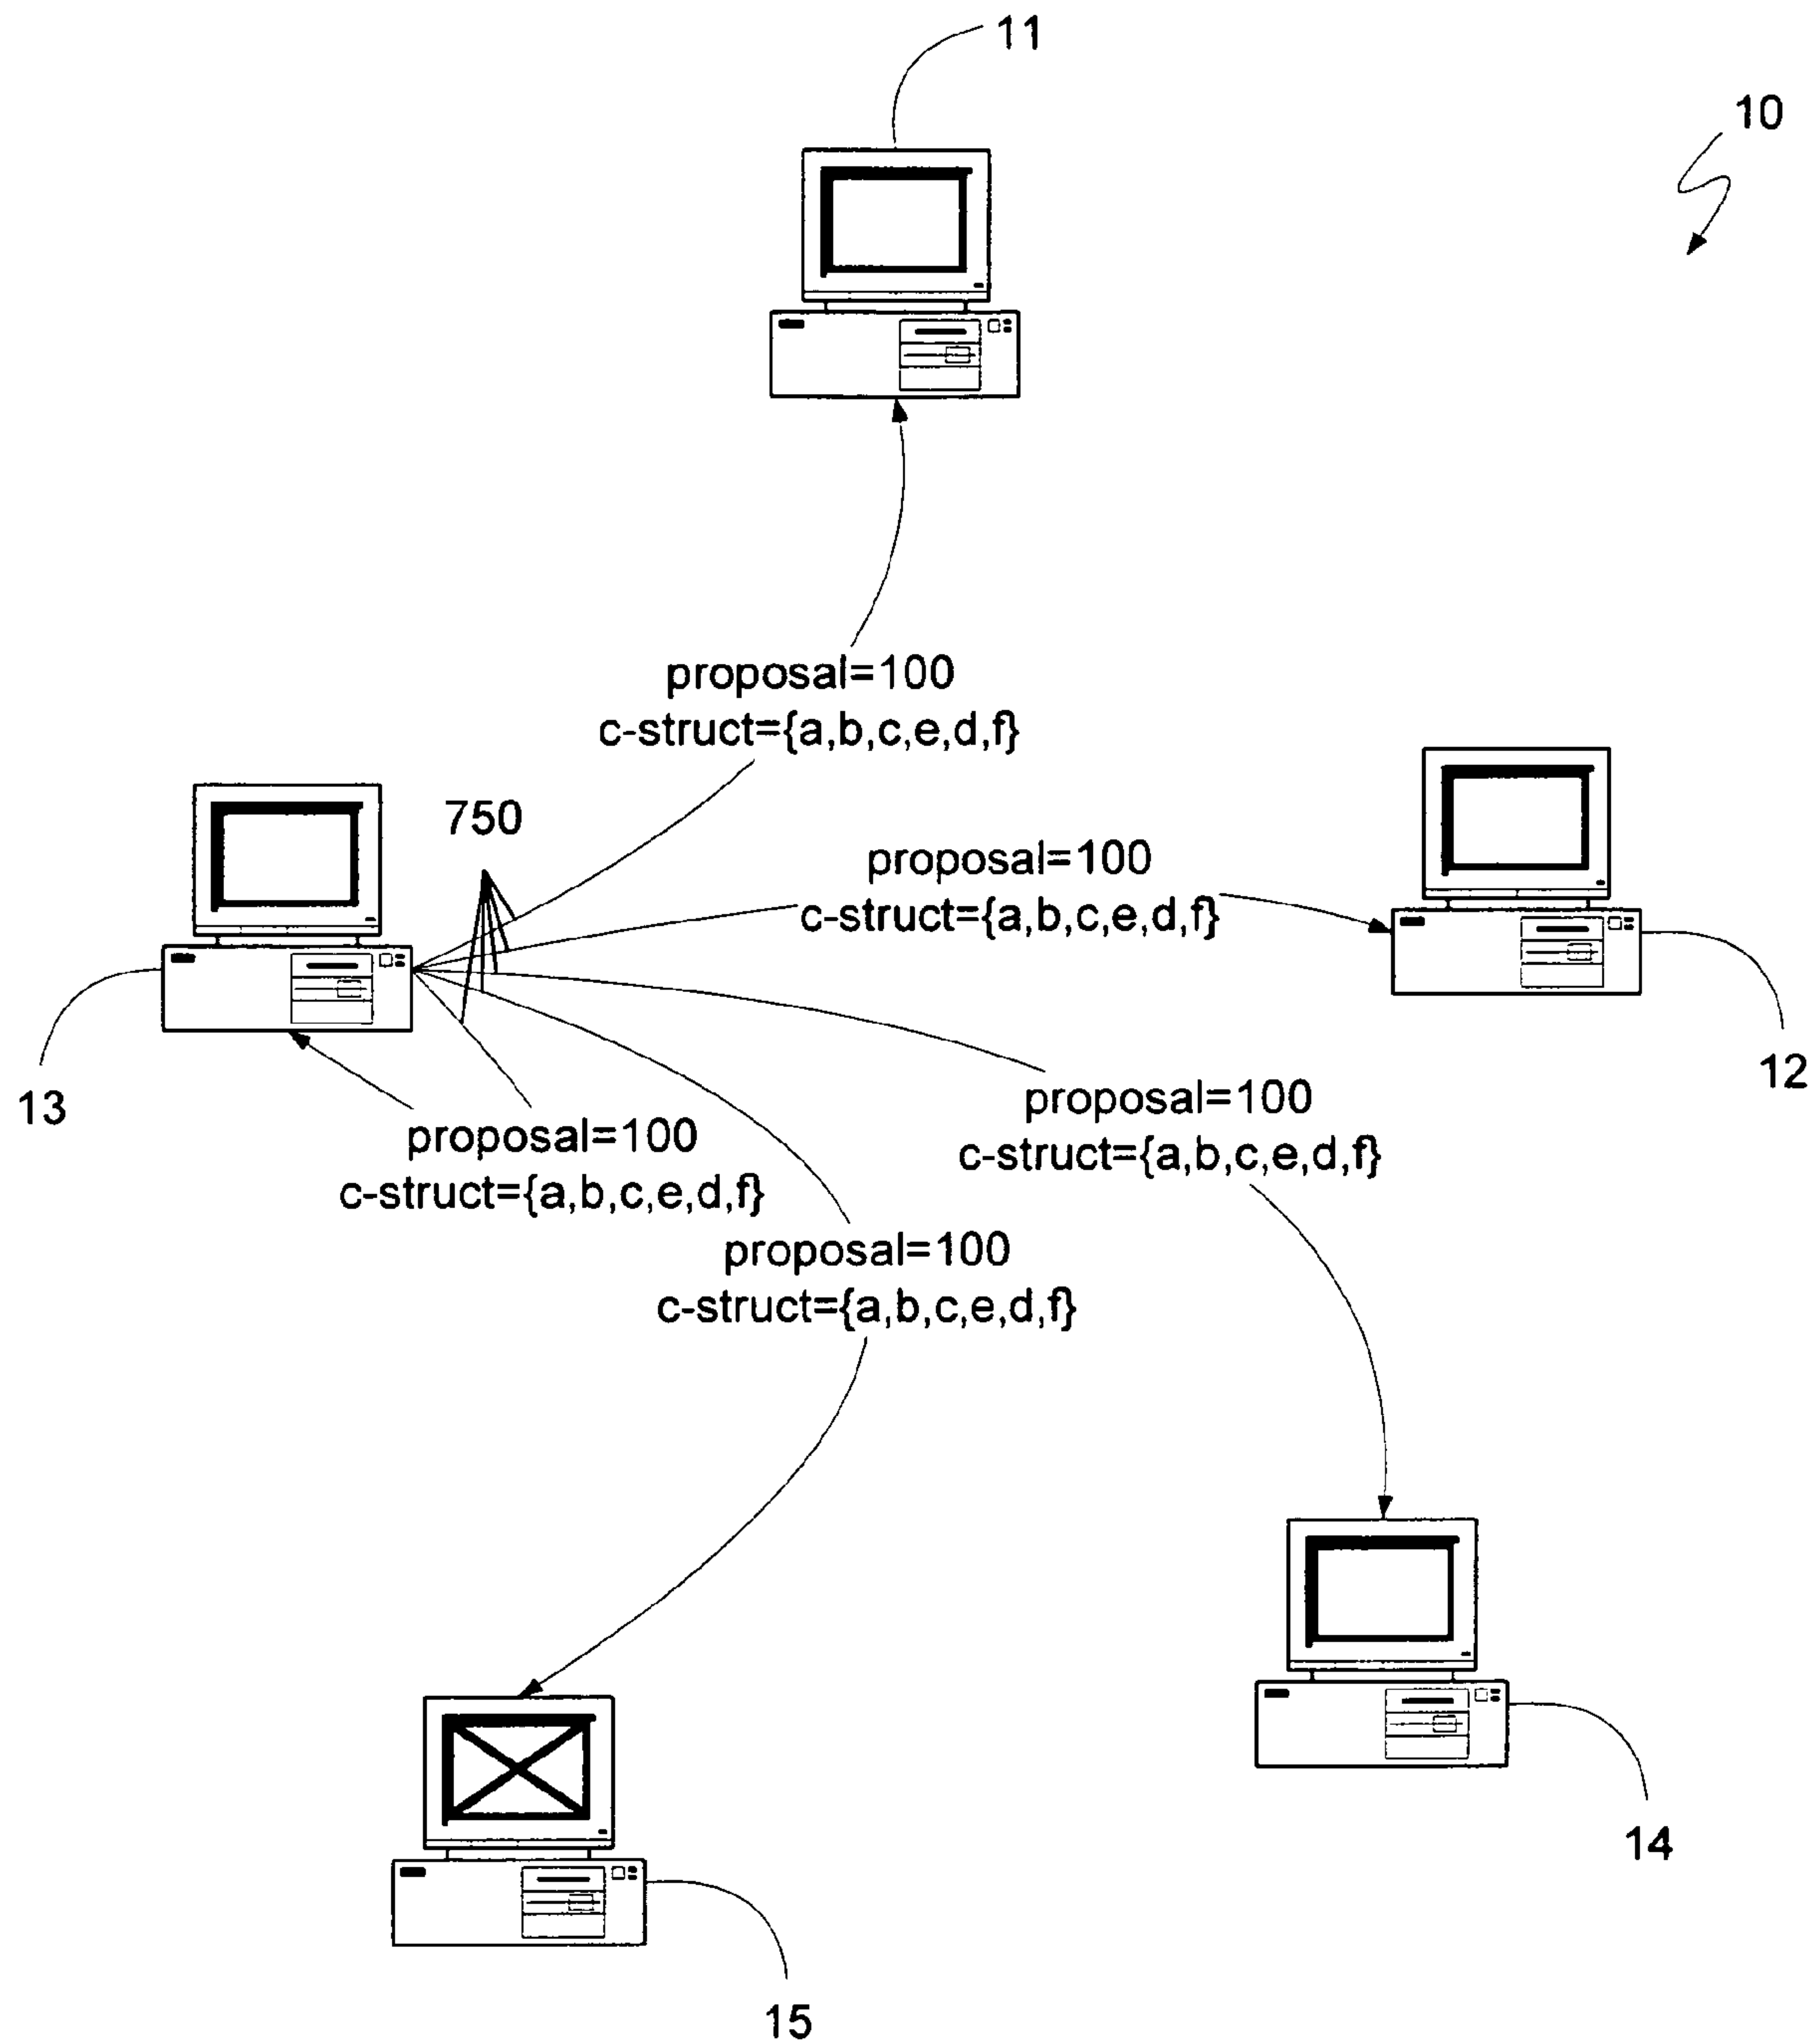 11
10
proposal=100
c-struct={a,b,c,e,d,f}
750
proposal=100
c-struct={a,b,c,e,d,f}
12
13
proposal=100
c-struct={a,b,c,e,d,f}
proposal=100
c-struct={a,b,c,e,d,f}
proposal=100
c-struct={a,b,c,e,d,f}
14
15